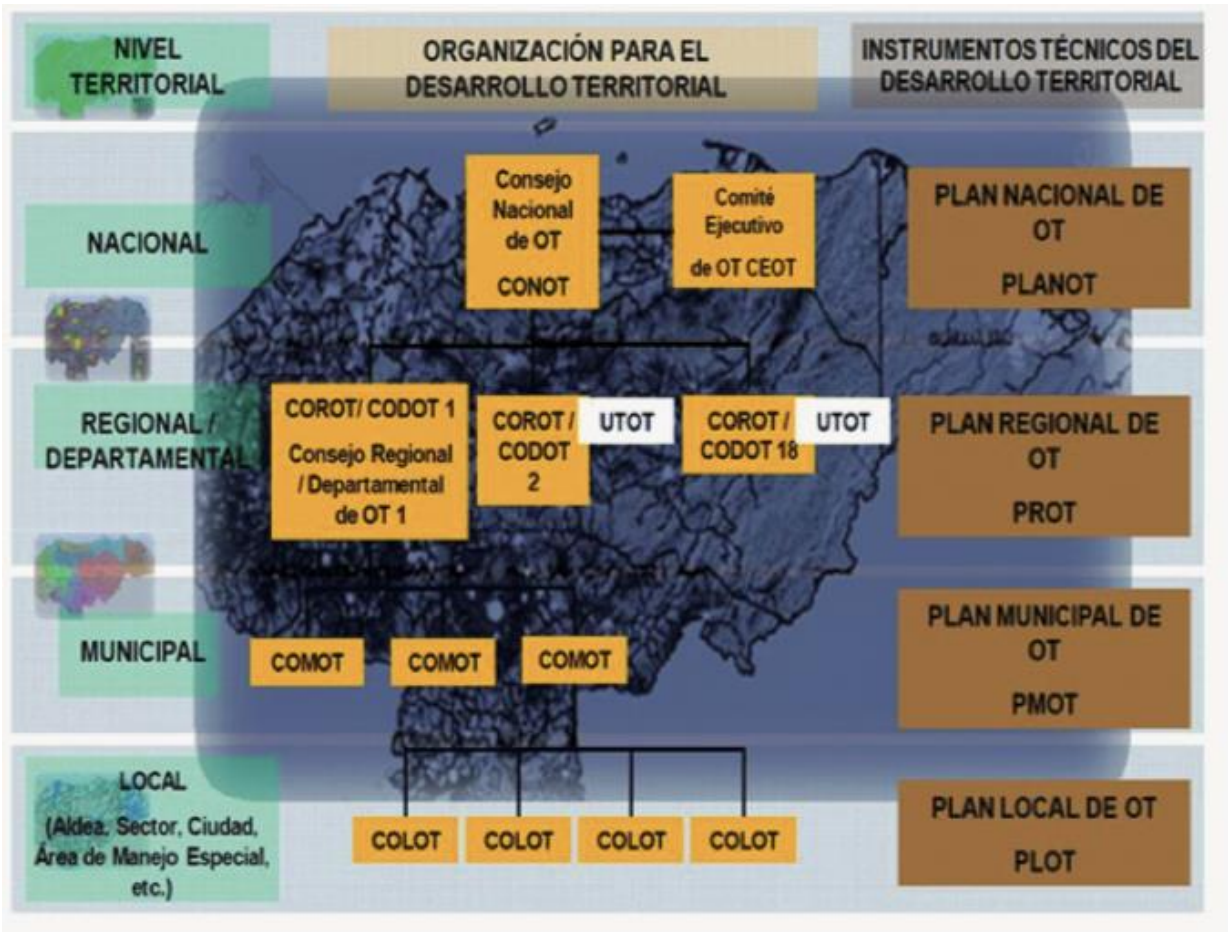 NIVEL
TERRITORIAL
ORGANIZACIÓN PARA EL
DESARROLLO TERRITORIAL
INSTRUMENTOS TÉCNICOS DEL
DESARROLLO TERRITORIAL
NACIONAL
Consejo
Nacional
de OT
CONOT
Comité
Ejecutivo
de OT CEOT
PLAN NACIONAL DE
OT
PLANOT
REGIONAL /
DEPARTAMENTAL
COROT/ CODOT 1
Consejo Regional
/ Departamental
de OT 1
COROT /
CODOT
2
UTOT
COROT /
CODOT 18
UTOT
PLAN REGIONAL DE
OT
PROT
MUNICIPAL
COMOT
COMOT
COMOT
PLAN MUNICIPAL DE
OT
PMOT
LOCAL
(Aldea, Sector, Ciudad,
Área de Manejo Especial,
etc.)
COLOT
COLOT
COLOT
COLOT
PLAN LOCAL DE OT
PLOT